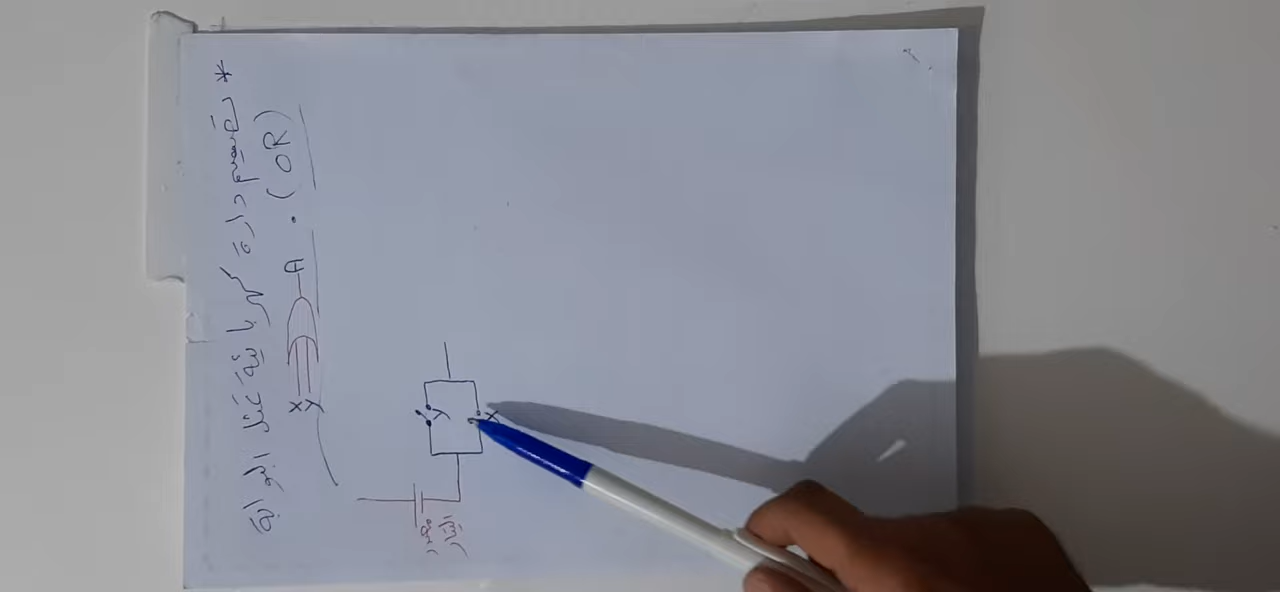 * تصميم دارة كهربائية تمثل البوابة
(OR) .
X
Y
A
X
Y
مصدر
التيار